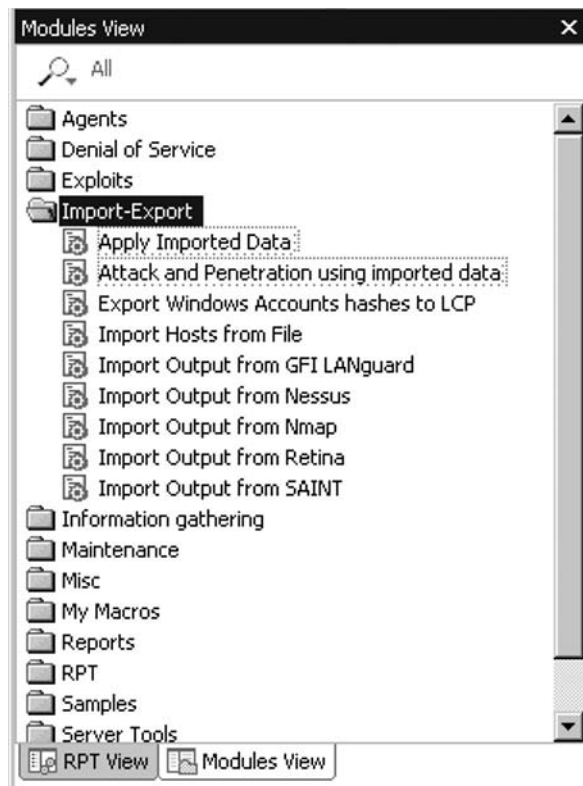 Modules View
All
Agents
Denial of Service
Exploits
Import-Export
Apply Imported Data
Attack and Penetration using imported data
Export Windows Accounts hashes to LCP
Import Hosts from File
Import Output from GFI LANguard
Import Output from Nessus
Import Output from Nmap
Import Output from Retina
Import Output from SAINT
Information gathering
Maintenance
Misc
My Macros
Reports
RPT
Samples
Server Tools
RPT View Modules View